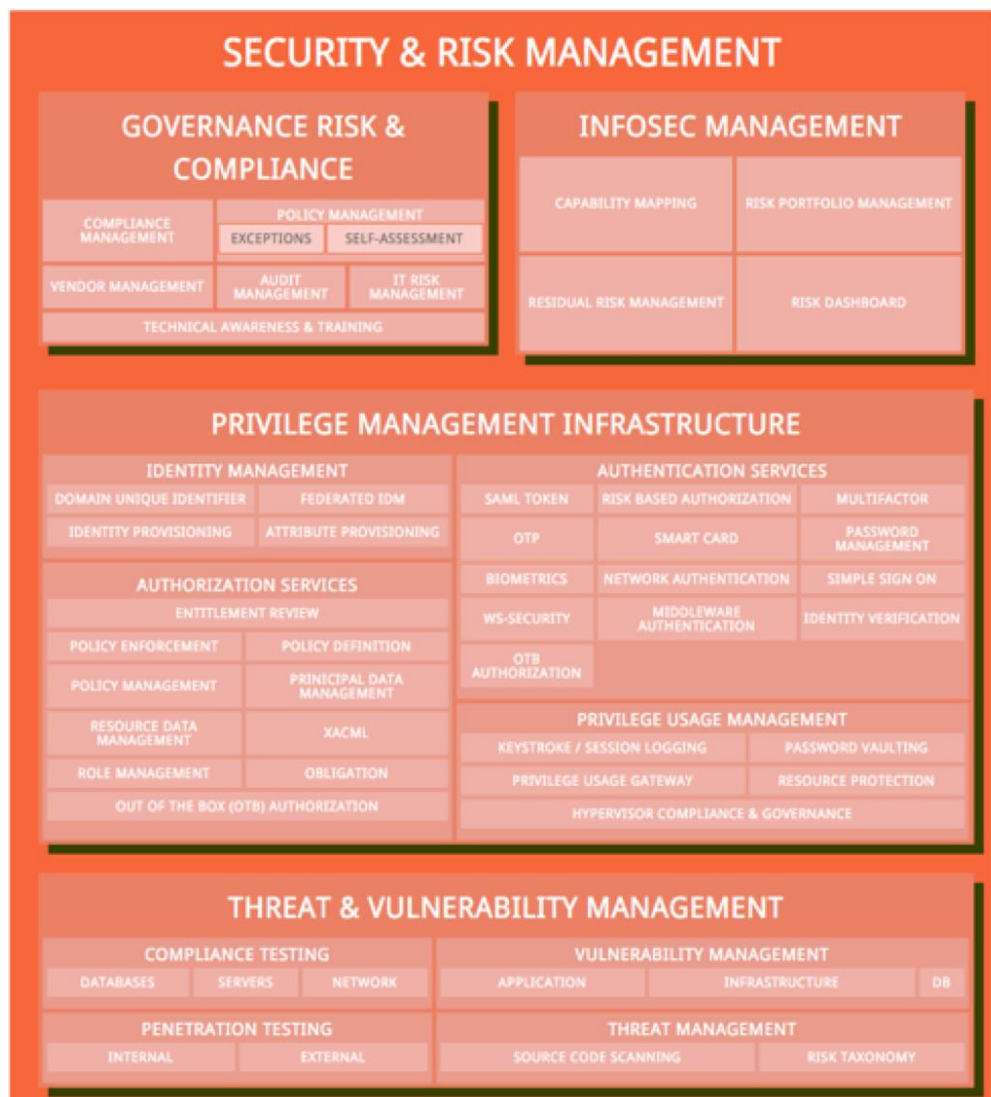 SECURITY & RISK MANAGEMENT
GOVERNANCE RISK &
COMPLIANCE
COMPLIANCE
MANAGEMENT
POLICY MANAGEMENT
EXCEPTIONS
SELF-ASSESSMENT
VENDOR MANAGEMENT
AUDIT
MANAGEMENT
IT RISK
MANAGEMENT
TECHNICAL AWARENESS & TRAINING
INFOSEC MANAGEMENT
CAPABILITY MAPPING
RISK PORTFOLIO MANAGEMENT
RESIDUAL RISK MANAGEMENT
RISK DASHBOARD
PRIVILEGE MANAGEMENT INFRASTRUCTURE
IDENTITY MANAGEMENT
DOMAIN UNIQUE IDENTIFIER
FEDERATED IDM
IDENTITY PROVISIONING
ATTRIBUTE PROVISIONING
AUTHORIZATION SERVICES
ENTITLEMENT REVIEW
POLICY ENFORCEMENT
POLICY DEFINITION
POLICY MANAGEMENT
PRINICIPAL DATA
MANAGEMENT
RESOURCE DATA
MANAGEMENT
XACML
ROLE MANAGEMENT
OBLIGATION
OUT OF THE BOX (OTB) AUTHORIZATION
AUTHENTICATION SERVICES
SAML TOKEN
RISK BASED AUTHORIZATION
MULTIFACTOR
OTP
SMART CARD
PASSWORD
MANAGEMENT
BIOMETRICS
NETWORK AUTHENTICATION
SIMPLE SIGN ON
WS-SECURITY
MIDDLEWARE
AUTHENTICATION
IDENTITY VERIFICATION
OTB
AUTHORIZATION
PRIVILEGE USAGE MANAGEMENT
KEYSTROKE / SESSION LOGGING
PASSWORD VAULTING
PRIVILEGE USAGE GATEWAY
RESOURCE PROTECTION
HYPERVISOR COMPLIANCE & GOVERNANCE
THREAT & VULNERABILITY MANAGEMENT
COMPLIANCE TESTING
DATABASES
SERVERS
NETWORK
VULNERABILITY MANAGEMENT
APPLICATION
INFRASTRUCTURE
DB
PENETRATION TESTING
INTERNAL
EXTERNAL
THREAT MANAGEMENT
SOURCE CODE SCANNING
RISK TAXONOMY